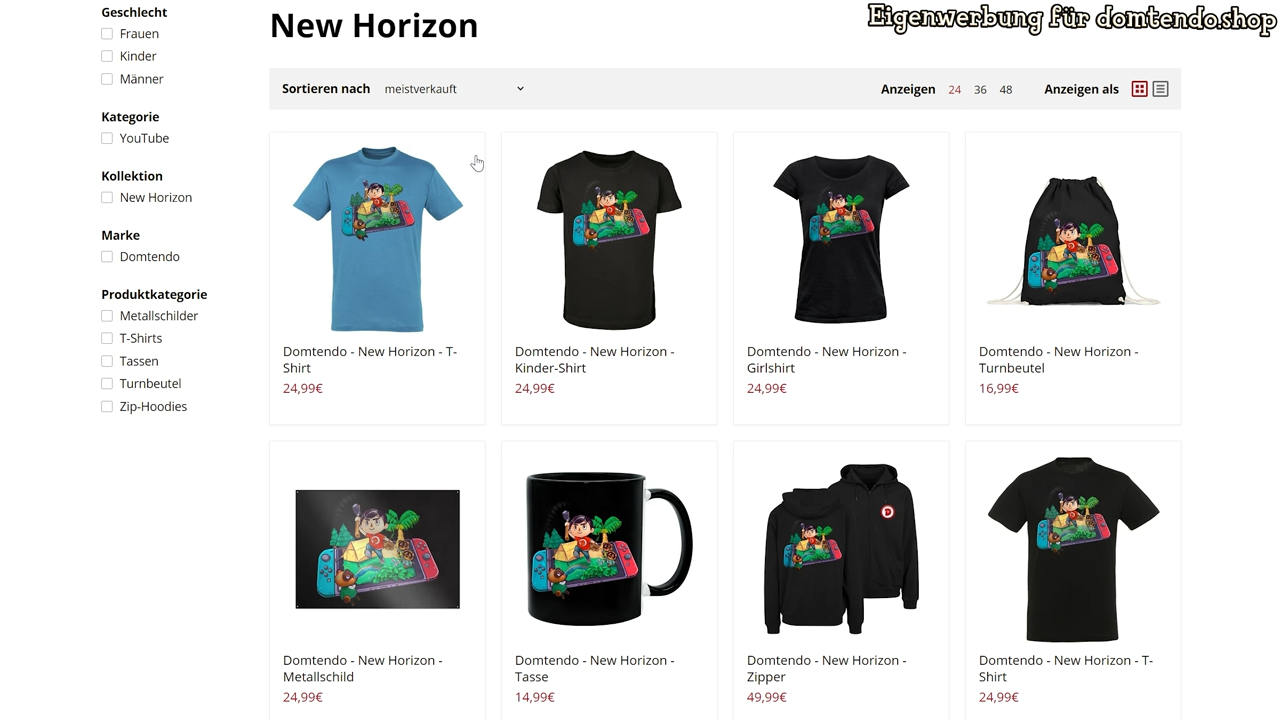 Eigenwerbung für domtendo.shop
Geschlecht
Frauen
Kinder
Männer
Kategorie
YouTube
Kollektion
New Horizon
Marke
Domtendo
Produktkategorie
Metallschilder
T-Shirts
Tassen
Turnbeutel
Zip-Hoodies
New Horizon
Sortieren nach meistverkauft
Anzeigen 24 36 48 Anzeigen als
Domtendo - New Horizon - T-
Shirt
24,99€
Domtendo - New Horizon -
Kinder-Shirt
24,99€
Domtendo - New Horizon -
Girlshirt
24,99€
Domtendo - New Horizon -
Turnbeutel
16,99€
Domtendo - New Horizon -
Metallschild
24,99€
Domtendo - New Horizon -
Tasse
14,99€
D
Domtendo - New Horizon -
Zipper
49,99€
Domtendo - New Horizon - T-
Shirt
24,99€